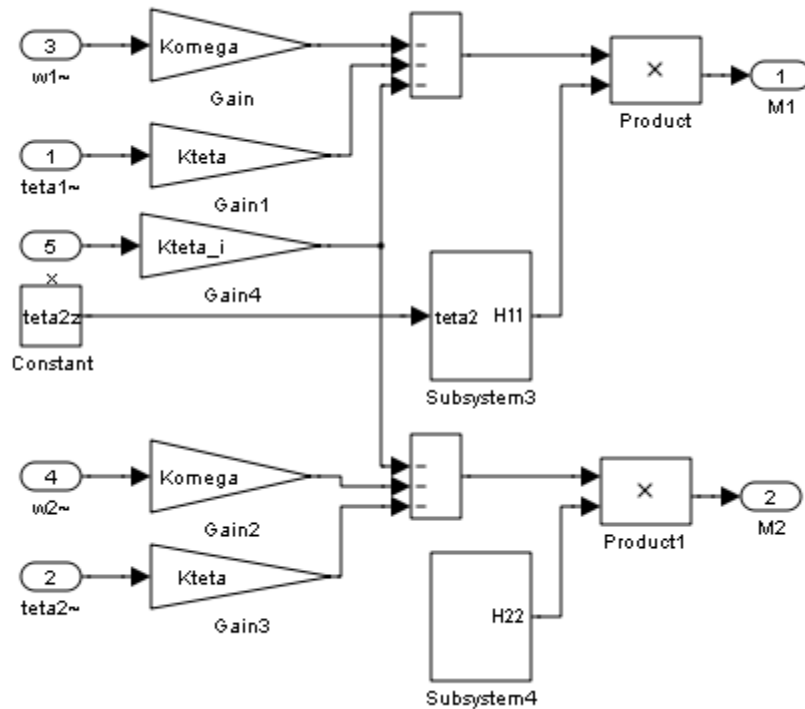 3
w1~
Komega
Gain
−
−
−
×
Product
1
M1
1
teta1~
Kteta
Gain1
5
x
Kteta_i
Gain4
teta2z
Constant
teta2
H11
Subsystem3
4
w2~
Komega
Gain2
−
−
−
×
Product1
2
M2
2
teta2~
Kteta
Gain3
H22
Subsystem4